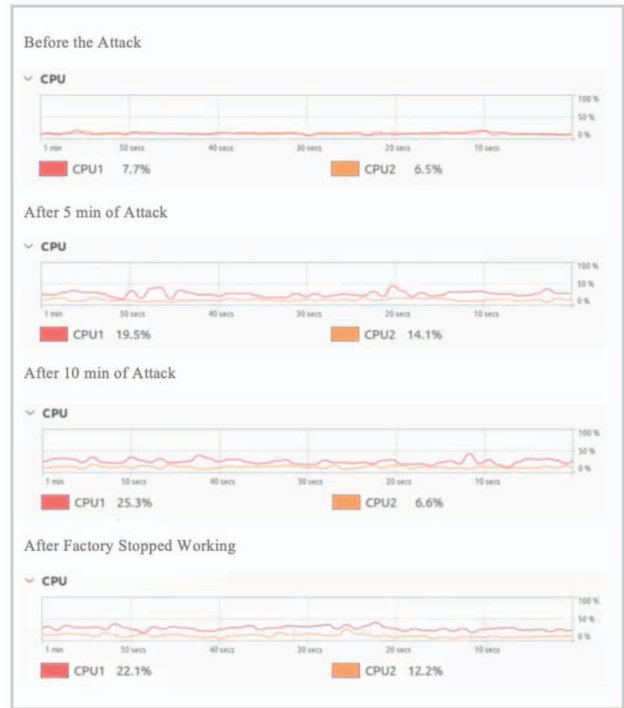 Before the Attack
CPU
100 %
50 %
0 %
1 min 50 secs 40 secs 30 secs 20 secs 10 secs
CPU1 7.7% CPU2 6.5%
After 5 min of Attack
CPU
100 %
50 %
0 %
1 min 50 secs 40 secs 30 secs 20 secs 10 secs
CPU1 19.5% CPU2 14.1%
After 10 min of Attack
CPU
100 %
50 %
0 %
1 min 50 secs 40 secs 30 secs 20 secs 10 secs
CPU1 25.3% CPU2 6.6%
After Factory Stopped Working
CPU
100 %
50 %
0 %
1 min 50 secs 40 secs 30 secs 20 secs 10 secs
CPU1 22.1% CPU2 12.2%